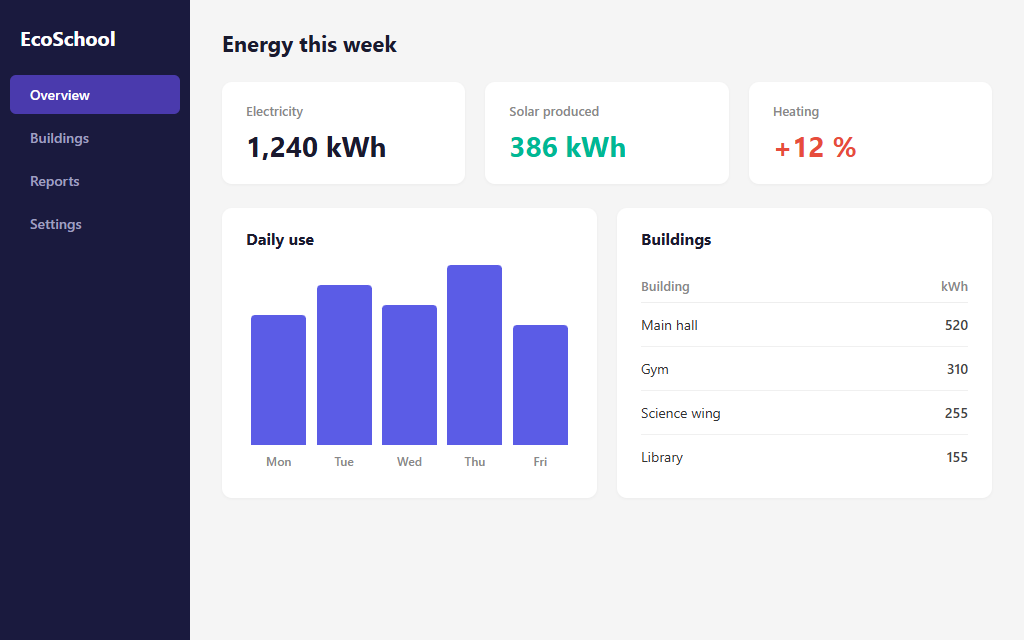 EcoSchool
Overview
Buildings
Reports
Settings
Energy this week
Electricity
1,240 kWh
Solar produced
386 kWh
Heating
+12 %
Daily use
Mon Tue Wed Thu Fri
Buildings
Building kWh
Main hall 520
Gym 310
Science wing 255
Library 155